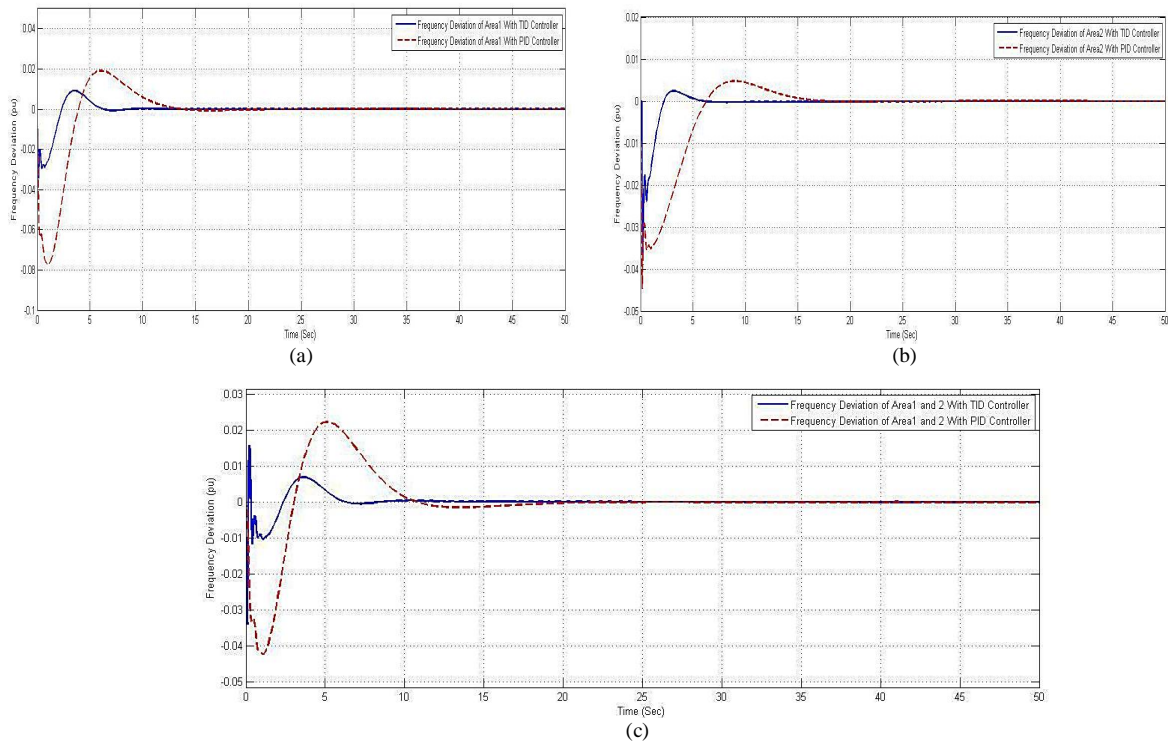 0.04
0.02
0
-0.02
-0.04
-0.06
-0.08
-0.1
Frequency Deviation (pu)
Frequency Deviation of Area1 With TID Controller
Frequency Deviation of Area1 With PID Controller
0 5 10 15 20 25 30 35 40 45 50
Time (Sec)
(a)
0.02
0.01
0
-0.01
-0.02
-0.03
-0.04
-0.05
Frequency Deviation (pu)
Frequency Deviation of Area2 With TID Controller
Frequency Deviation of Area2 With PID Controller
0 5 10 15 20 25 30 35 40 45 50
Time (Sec)
(b)
0.03
0.02
0.01
0
-0.01
-0.02
-0.03
-0.04
-0.05
Frequency Deviation (pu)
Frequency Deviation of Area1 and 2 With TID Controller
Frequency Deviation of Area1 and 2 With PID Controller
0 5 10 15 20 25 30 35 40 45 50
Time (Sec)
(c)